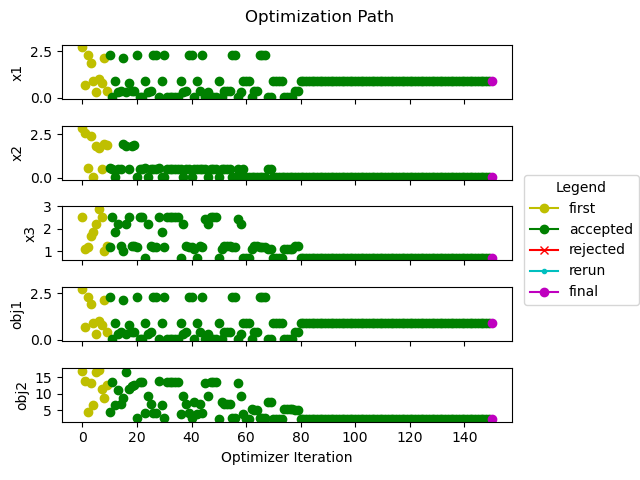 Optimization Path
2.5
0.0
x1
2.5
0.0
x2
3
2
1
x3
2.5
0.0
obj1
15
10
5
obj2
0 20 40 60 80 100 120 140
Optimizer Iteration
Legend
first
accepted
rejected
rerun
final